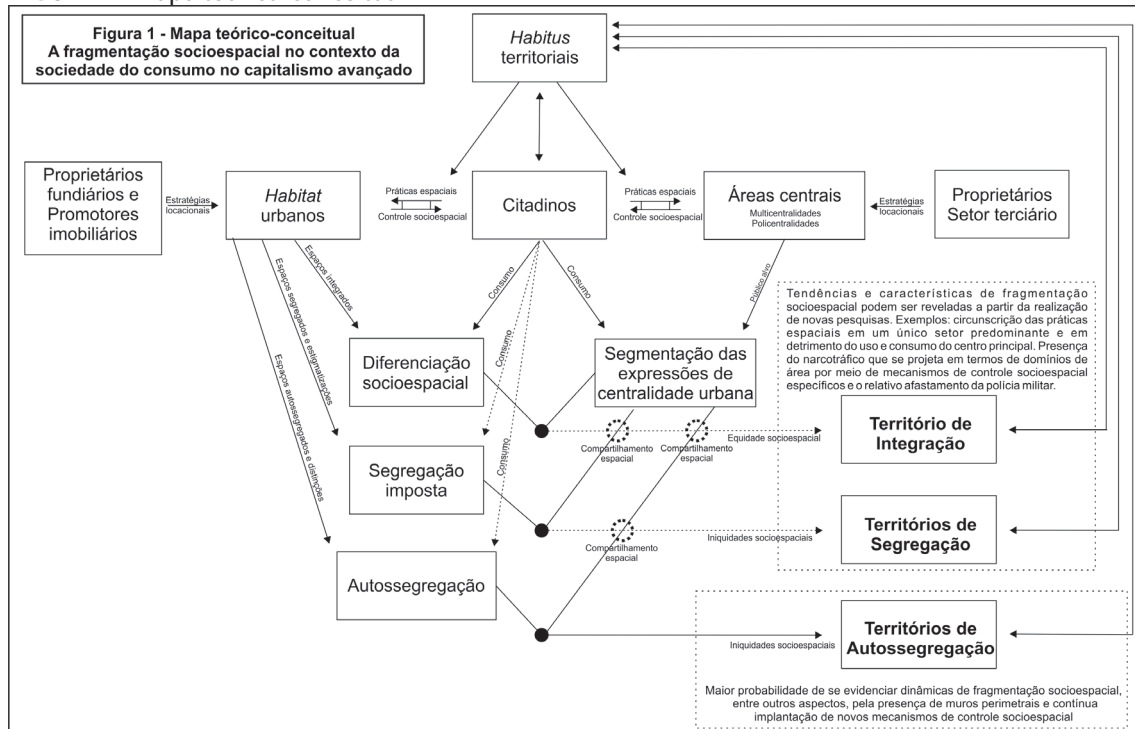 Figura 1 - Mapa teórico-conceitual
A fragmentação socioespacial no contexto da
sociedade do consumo no capitalismo avançado
Habitus
territoriais
Proprietários
fundiários e
Promotores
imobiliários
Estratégias
locacionais
Habitat
urbanos
Práticas espaciais
Controle socioespacial
Citadinos
Práticas espaciais
Controle socioespacial
Áreas centrais
Multicentralidades
Policentralidades
Estratégias
locacionais
Proprietários
Setor terciário
Espaços integrados
Espaços segregados e estigmatizações
Espaços autossegregados e distinções
Consumo
Consumo
Consumo
Consumo
Público alvo
Tendências e características de fragmentação
socioespacial podem ser reveladas a partir da realização
de novas pesquisas. Exemplos: circunscrição das práticas
espaciais em um único setor predominante e em
detrimento do uso e consumo do centro principal. Presença
do narcotráfico que se projeta em termos de domínios de
área por meio de mecanismos de controle socioespacial
específicos e o relativo afastamento da polícia militar.
Diferenciação
socioespacial
Segmentação das
expressões de
centralidade urbana
Compartilhamento
espacial
Compartilhamento
espacial
Equidade socioespacial
Território de
Integração
Segregação
imposta
Compartilhamento
espacial
Iniquidades socioespaciais
Territórios de
Segregação
Autossegregação
Iniquidades socioespaciais
Territórios de
Autossegregação
Maior probabilidade de se evidenciar dinâmicas de fragmentação socioespacial,
entre outros aspectos, pela presença de muros perimetrais e contínua
implantação de novos mecanismos de controle socioespacial